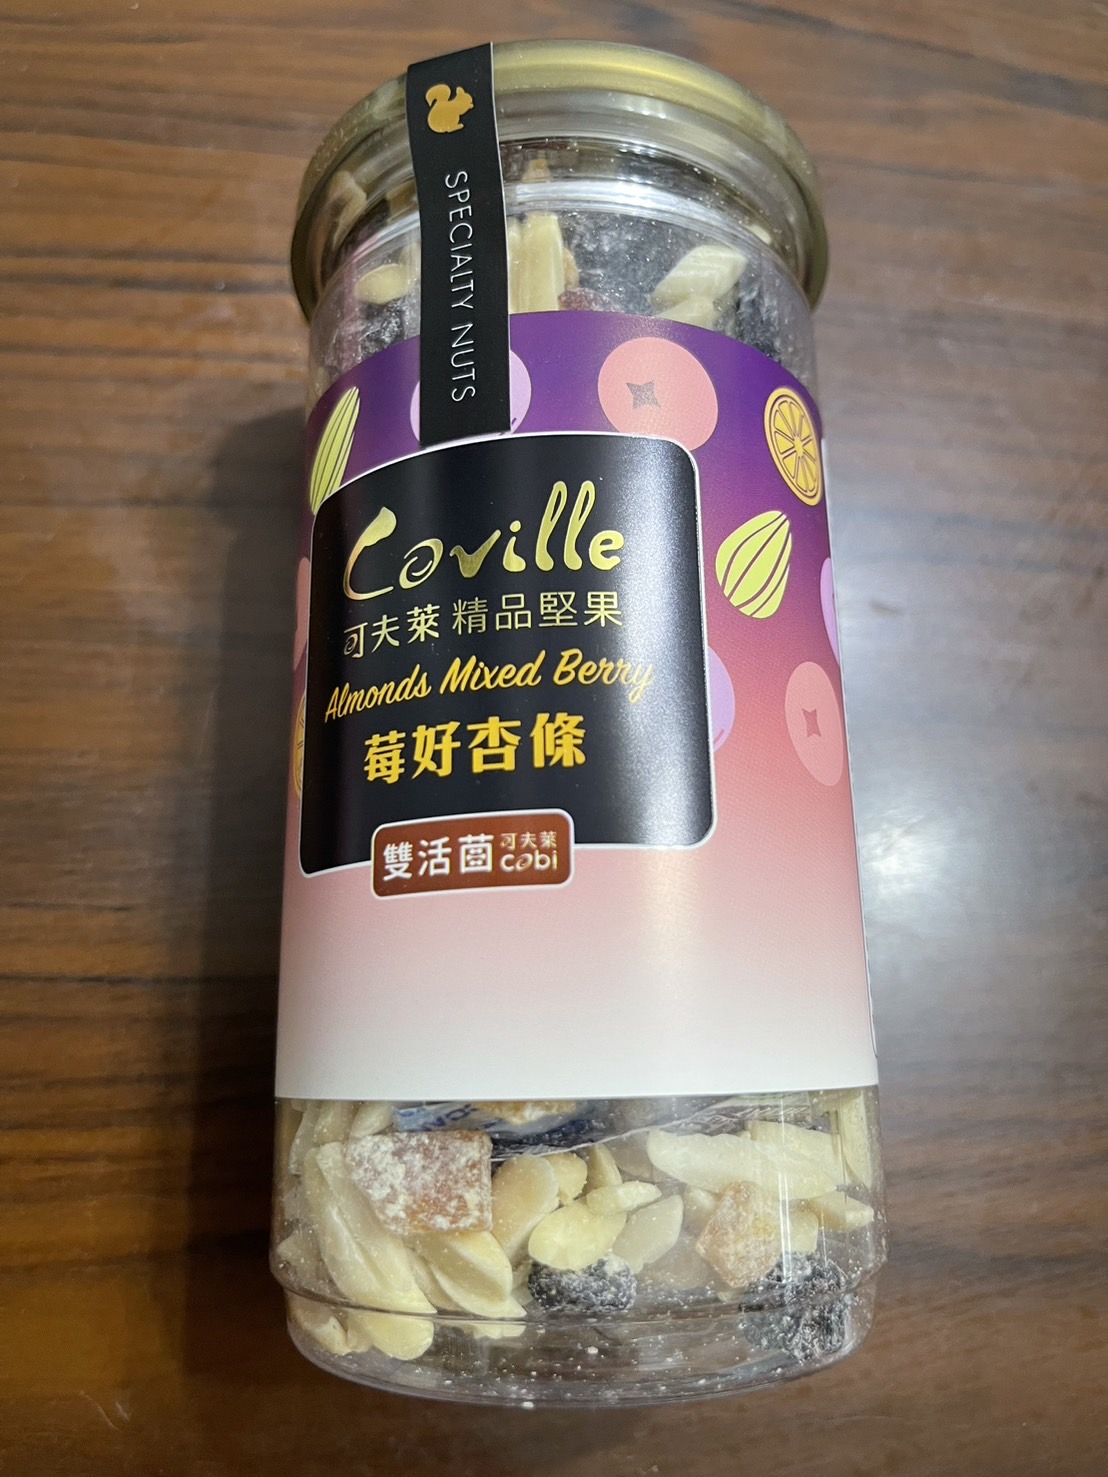 SPECIALTY NUTS
Coville
可夫萊 精品堅果
Almonds Mixed Berry
莓好杏條
雙活菌 可夫萊
cobi